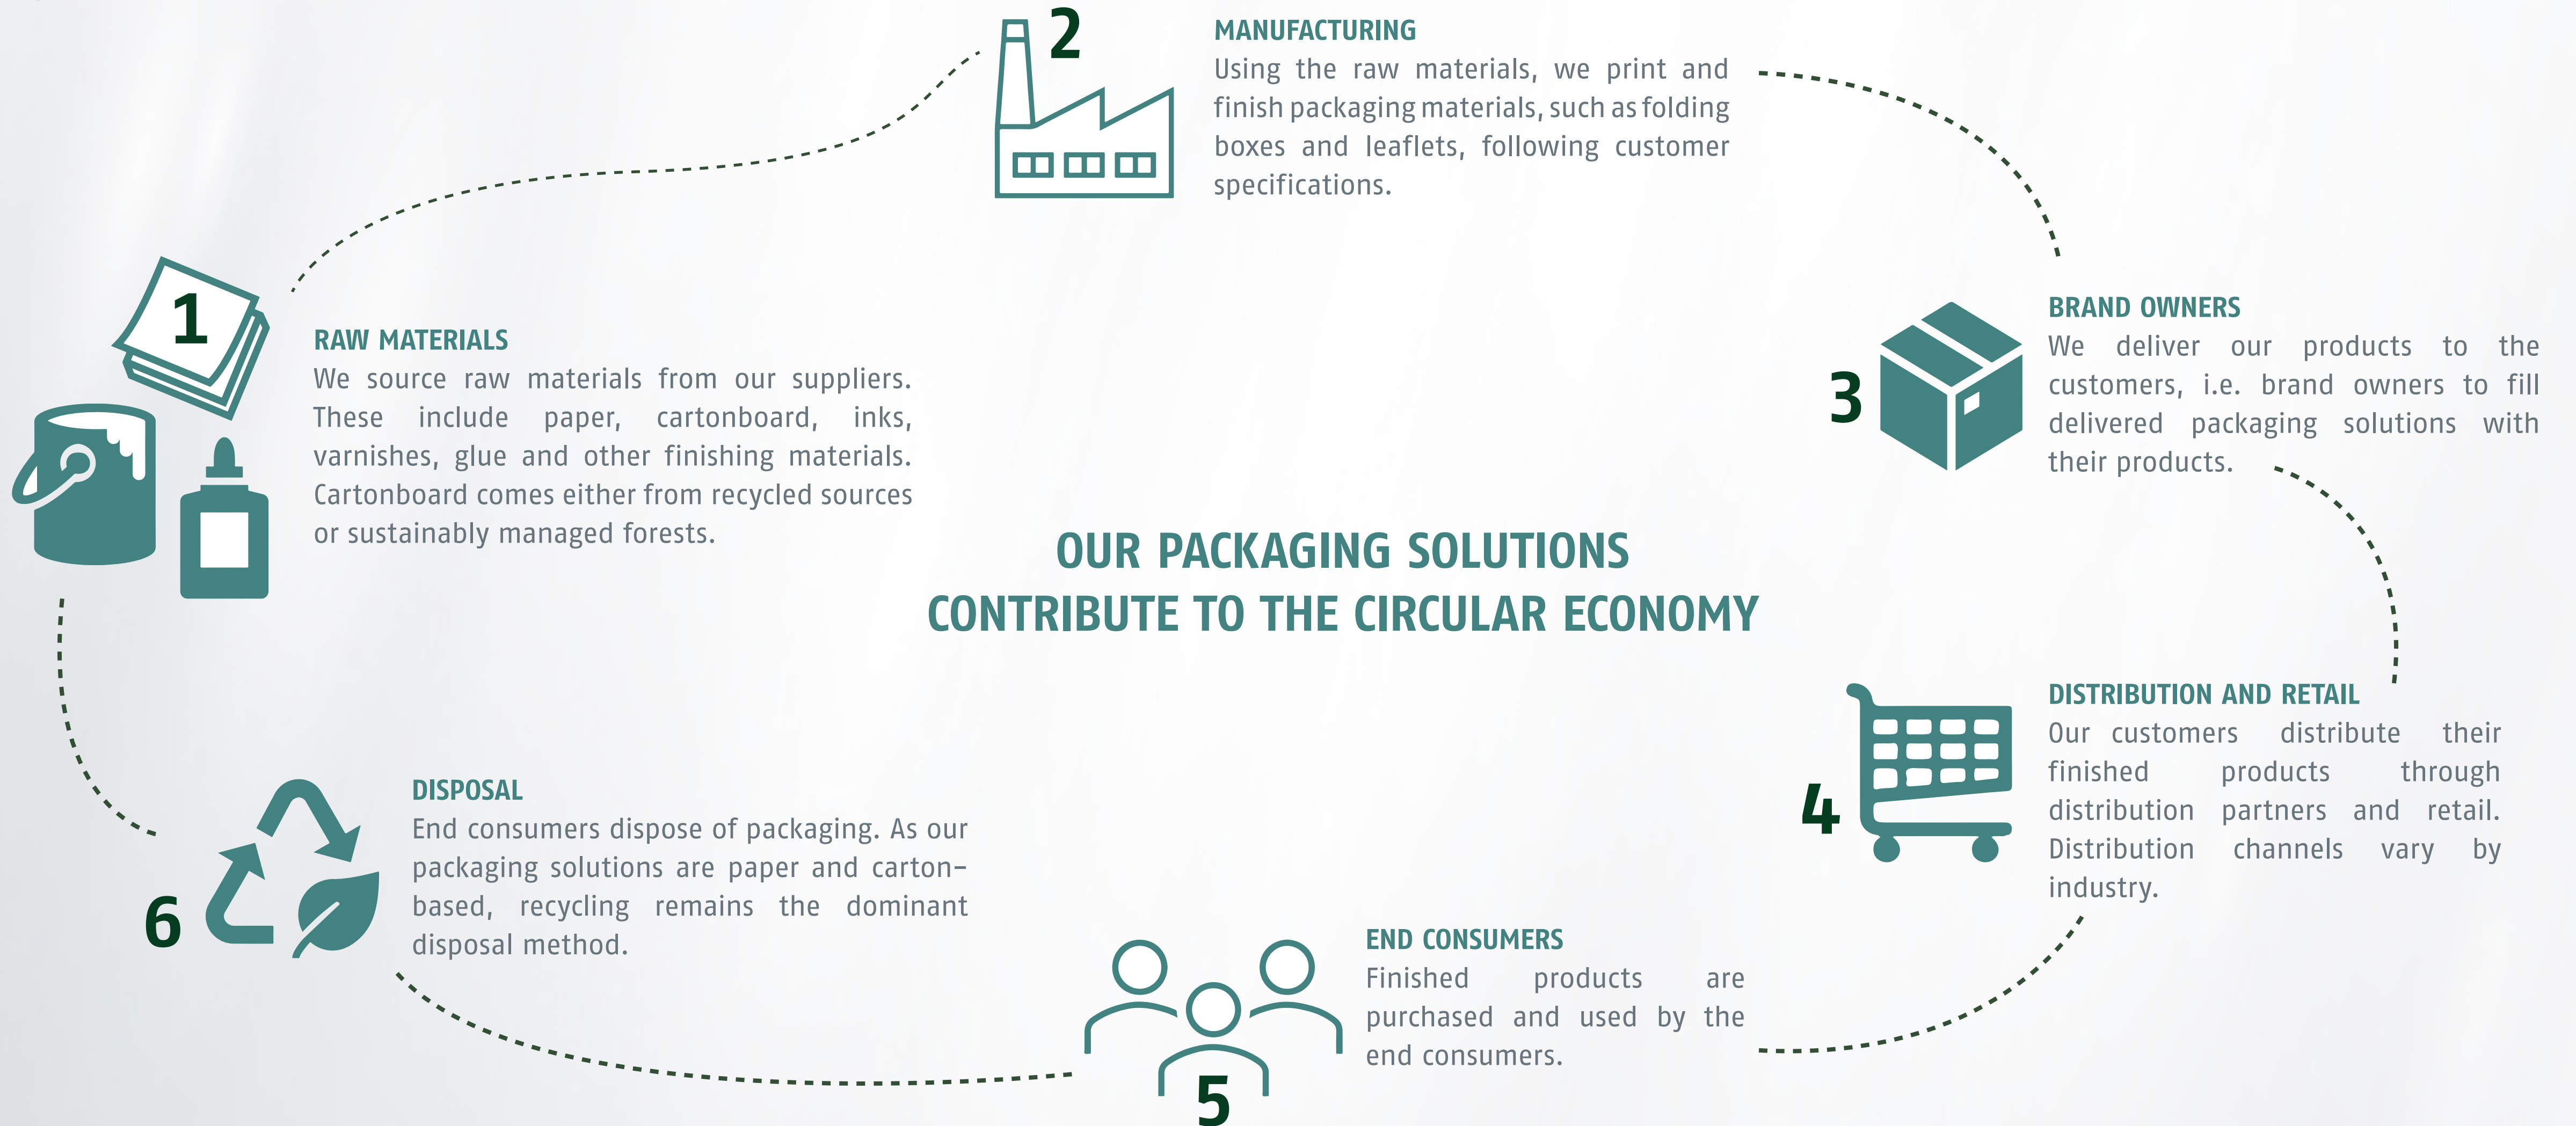 1
RAW MATERIALS
We source raw materials from our suppliers.
These include paper, cartonboard, inks,
varnishes, glue and other finishing materials.
Cartonboard comes either from recycled sources
or sustainably managed forests.
2
MANUFACTURING
Using the raw materials, we print and
finish packaging materials, such as folding
boxes and leaflets, following customer
specifications.
3
BRAND OWNERS
We deliver our products to the
customers, i.e. brand owners to fill
delivered packaging solutions with
their products.
OUR PACKAGING SOLUTIONS
CONTRIBUTE TO THE CIRCULAR ECONOMY
4
DISTRIBUTION AND RETAIL
Our customers distribute their
finished products through
distribution partners and retail.
Distribution channels vary by
industry.
5
END CONSUMERS
Finished products are
purchased and used by the
end consumers.
6
DISPOSAL
End consumers dispose of packaging. As our
packaging solutions are paper and carton-
based, recycling remains the dominant
disposal method.